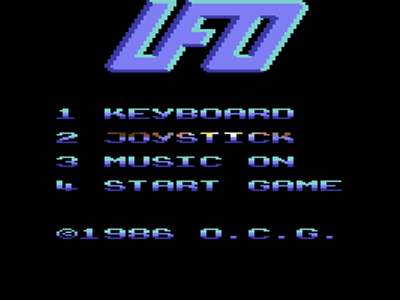 UFO
1 KEYBOARD
2 JOYSTICK
3 MUSIC ON
4 START GAME
©1986 O.C.G.